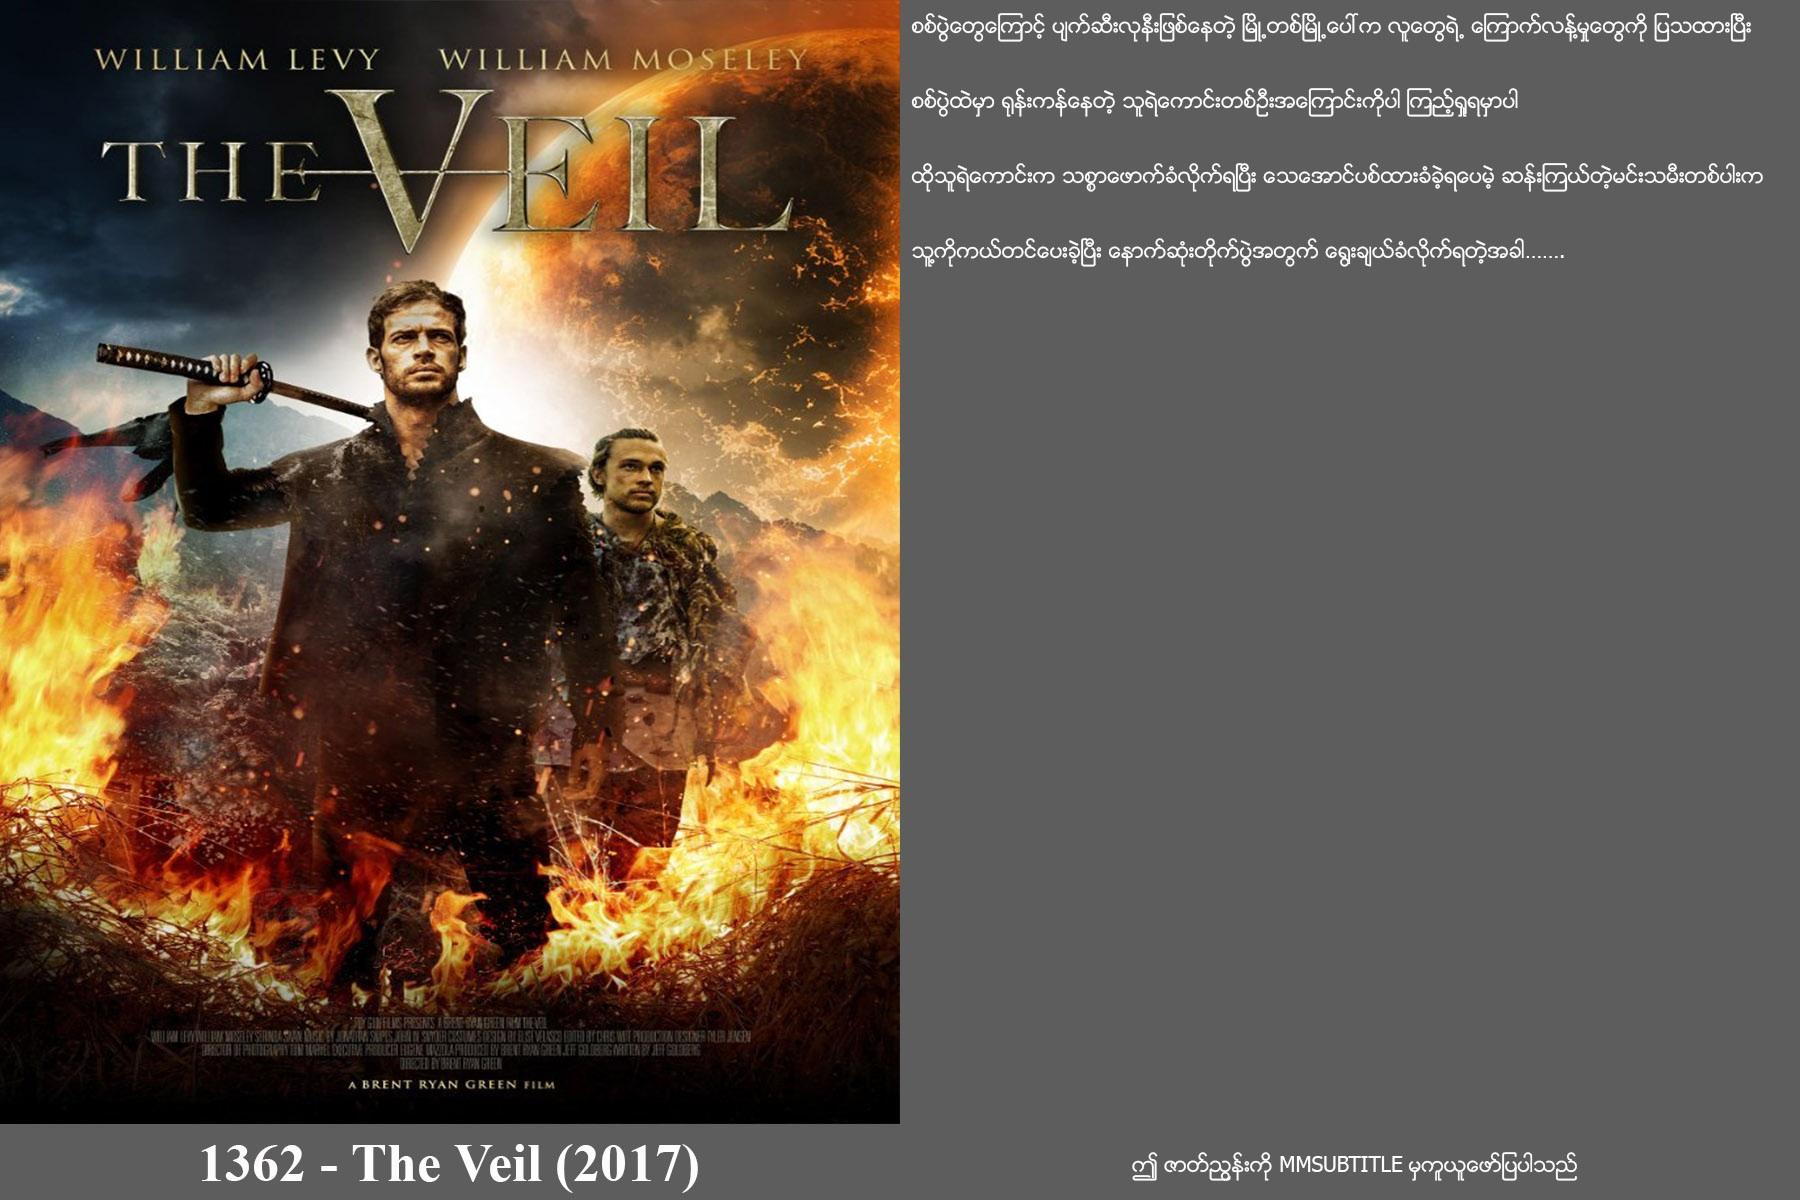 WILLIAM LEVY WILLIAM MOSELEY
THE VEIL
A BRENT RYAN GREEN FILM
1362 - The Veil (2017)
စစ်ပွဲတွေကြောင့် ပျက်ဆီးလုနီးဖြစ်နေတဲ့ မြို့တစ်မြို့ပေါ်က လူတွေရဲ့ ကြောက်လန့်မှုတွေကို ပြသထားပြီး
စစ်ပွဲထဲမှာ ရုန်းကန်နေတဲ့ သူရဲကောင်းတစ်ဦးအကြောင်းကိုပါ ကြည့်ရှုရမှာပါ
ထိုသူရဲကောင်းက သစ္စာဖောက်ခံလိုက်ရပြီး သေအောင်ပစ်ထားခံခဲ့ရပေမဲ့ ဆန်းကြယ်တဲ့မင်းသမီးတစ်ပါးက
သူ့ကိုကယ်တင်ပေးခဲ့ပြီး နောက်ဆုံးတိုက်ပွဲအတွက် ရွေးချယ်ခံလိုက်ရတဲ့အခါ.......
ဤ ဇာတ်ညွှန်းကို MMSUBTITLE မှကူယူဖော်ပြပါသည်